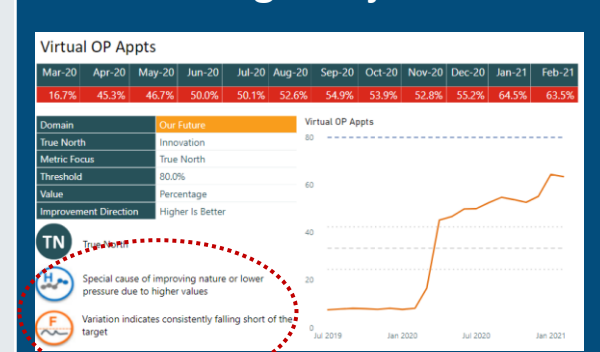 Virtual OP Appts
Mar-20 Apr-20 May-20 Jun-20 Jul-20 Aug-20 Sep-20 Oct-20 Nov-20 Dec-20 Jan-21 Feb-21
16.7% 45.3% 46.7% 50.0% 50.1% 52.6% 54.9% 53.9% 52.8% 55.2% 64.5% 63.5%
Domain Our Future
True North Innovation
Metric Focus True North
Threshold 80.0%
Value Percentage
Improvement Direction Higher Is Better
TN True North
H Special cause of improving nature or lower
pressure due to higher values
F Variation indicates consistently falling short of the
target
Virtual OP Appts
80
60
40
20
0
Jul 2019 Jan 2020 Jul 2020 Jan 2021